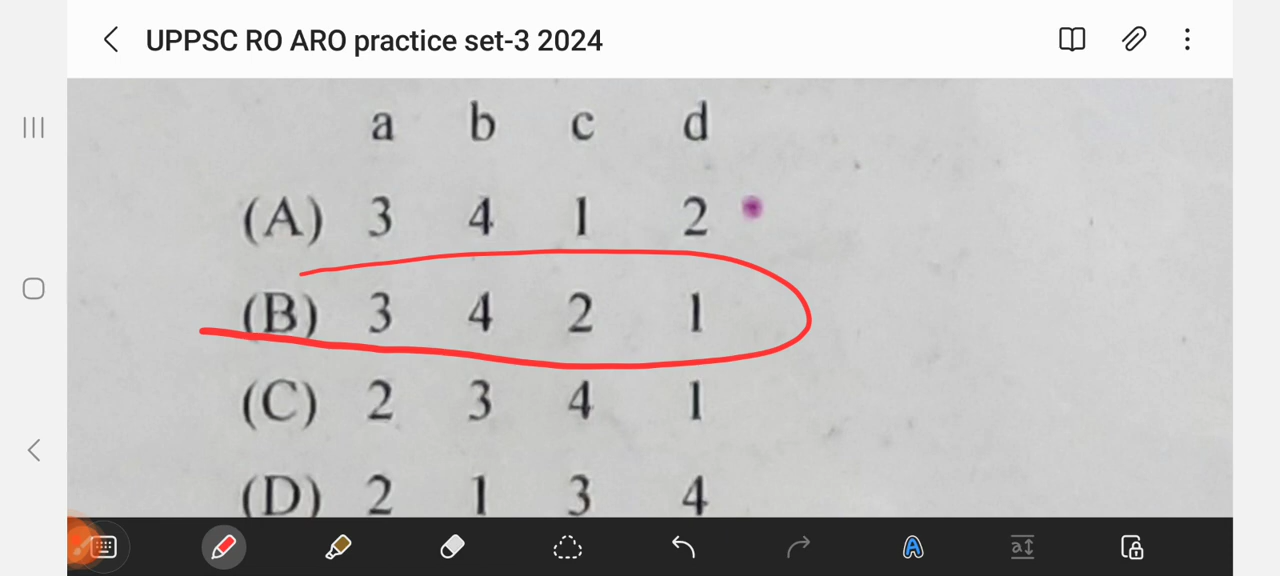 UPPSC RO ARO practice set-3 2024
a b c d
(A) 3 4 1 2
(B) 3 4 2 1
(C) 2 3 4 1
(D) 2 1 3 4